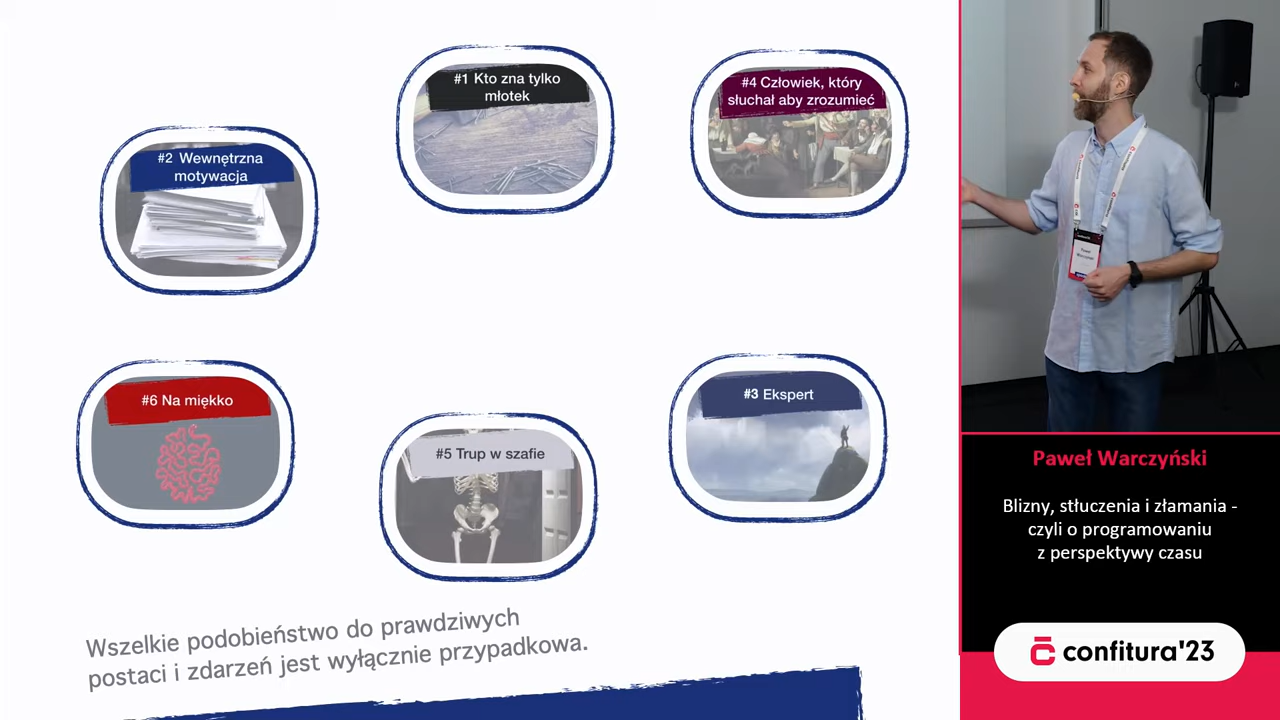 #1 Kto zna tylko
młotek
#4 Człowiek, który
słuchał aby zrozumieć
#2 Wewnętrzna
motywacja
#6 Na miękko
#5 Trup w szafie
#3 Ekspert
Wszelkie podobieństwo do prawdziwych
postaci i zdarzeń jest wyłącznie przypadkowa.
Paweł Warczyński
Blizny, stłuczenia i złamania -
czyli o programowaniu
z perspektywy czasu
confitura'23